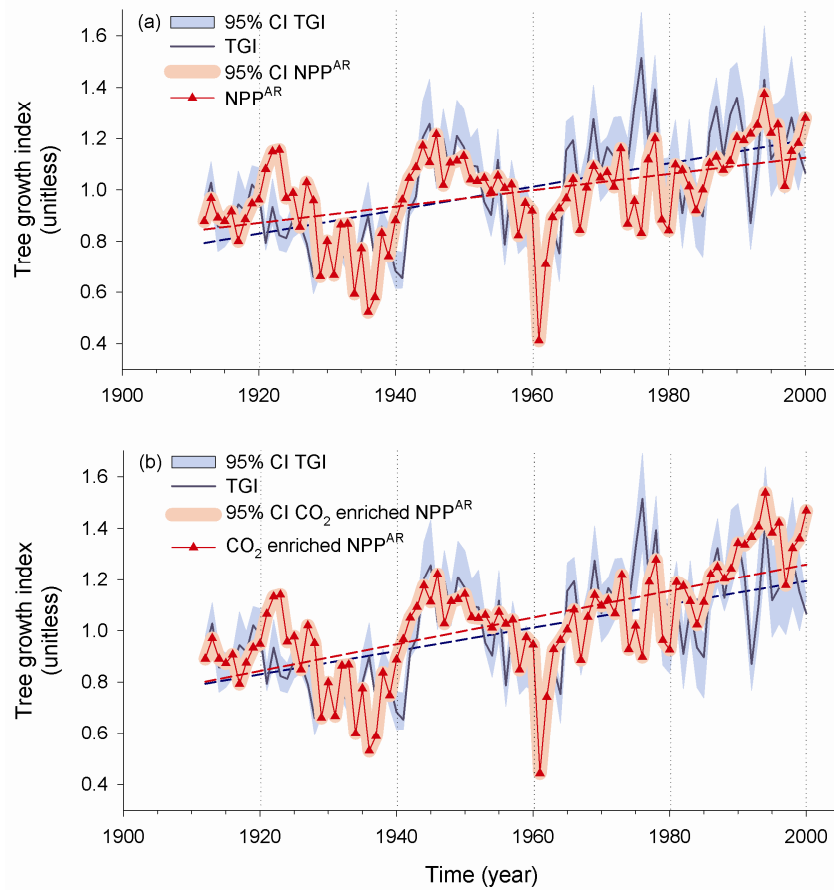 (a)
95% CI TGI
TGI
95% CI NPP^AR
NPP^AR
Tree growth index
(unitless)
1.6
1.4
1.2
1.0
0.8
0.6
0.4
1900
1920
1940
1960
1980
2000
(b)
95% CI TGI
TGI
95% CI CO₂ enriched NPP^AR
CO₂ enriched NPP^AR
Tree growth index
(unitless)
1.6
1.4
1.2
1.0
0.8
0.6
0.4
1900
1920
1940
1960
1980
2000
Time (year)